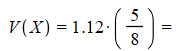 V(X) = 1.12·(5/8) =